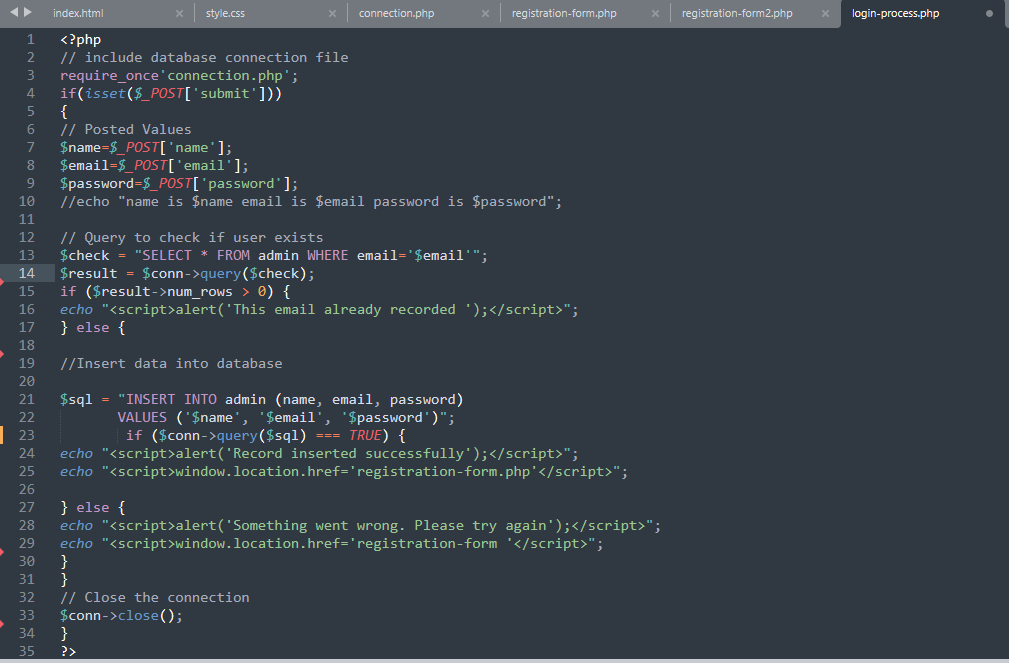 index.html × style.css × connection.php × registration-form.php × registration-form2.php × login-process.php
1 <?php
2 // include database connection file
3 require_once'connection.php';
4 if(isset($_POST['submit']))
5 {
6 // Posted Values
7 $name=$_POST['name'];
8 $email=$_POST['email'];
9 $password=$_POST['password'];
10 //echo "name is $name email is $email password is $password";
11
12 // Query to check if user exists
13 $check = "SELECT * FROM admin WHERE email='$email'";
14 $result = $conn->query($check);
15 if ($result->num_rows > 0) {
16 echo "<script>alert('This email already recorded ');</script>";
17 } else {
18
19 //Insert data into database
20
21 $sql = "INSERT INTO admin (name, email, password)
22 VALUES ('$name', '$email', '$password')";
23 if ($conn->query($sql) === TRUE) {
24 echo "<script>alert('Record inserted successfully');</script>";
25 echo "<script>window.location.href='registration-form.php'</script>";
26
27 } else {
28 echo "<script>alert('Something went wrong. Please try again');</script>";
29 echo "<script>window.location.href='registration-form '</script>";
30 }
31 }
32 // Close the connection
33 $conn->close();
34 }
35 ?>